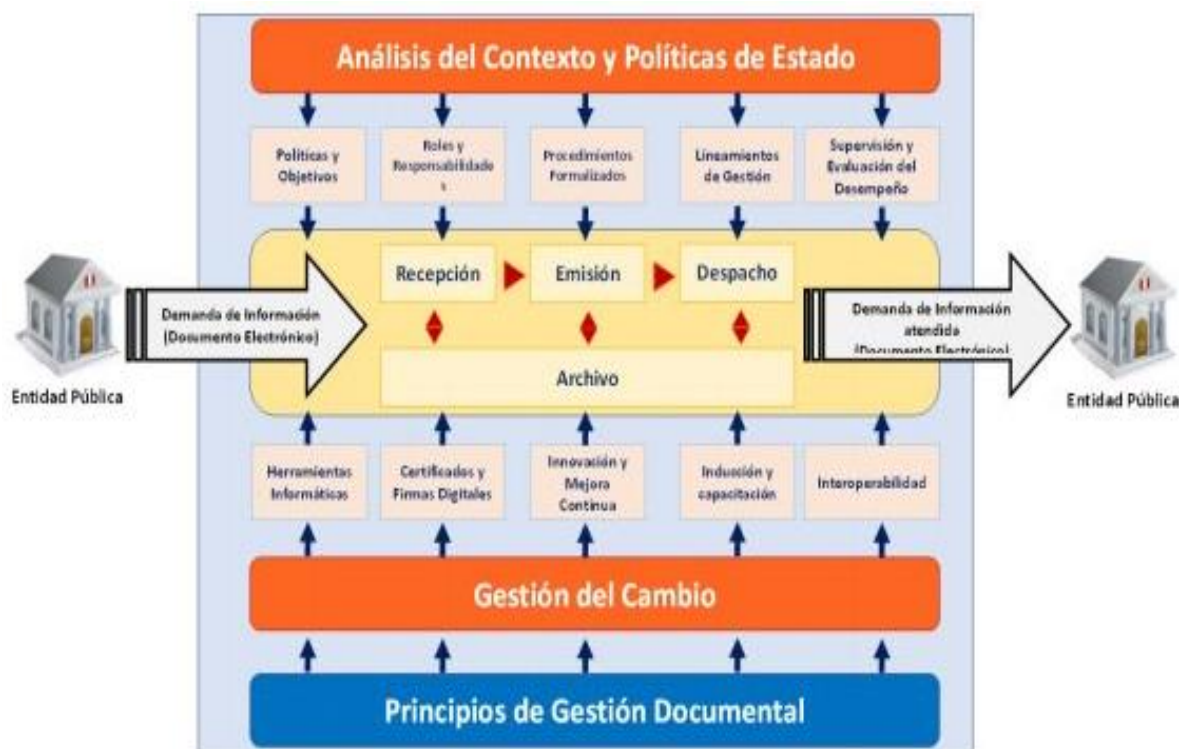 Análisis del Contexto y Políticas de Estado
Políticas y
Objetivos
Roles y
Responsabilidade
s
Procedimientos
Formalizados
Lineamientos
de Gestión
Supervisión y
Evaluación del
Desempeño
Entidad Pública
Demanda de Información
(Documento Electrónico)
Recepción
Emisión
Despacho
Archivo
Demanda de Información
atendida
(Documento Electrónico)
Entidad Pública
Herramientas
Informáticas
Certificados y
Firmas Digitales
Innovación y
Mejora
Continua
Inducción y
capacitación
Interoperabilidad
Gestión del Cambio
Principios de Gestión Documental